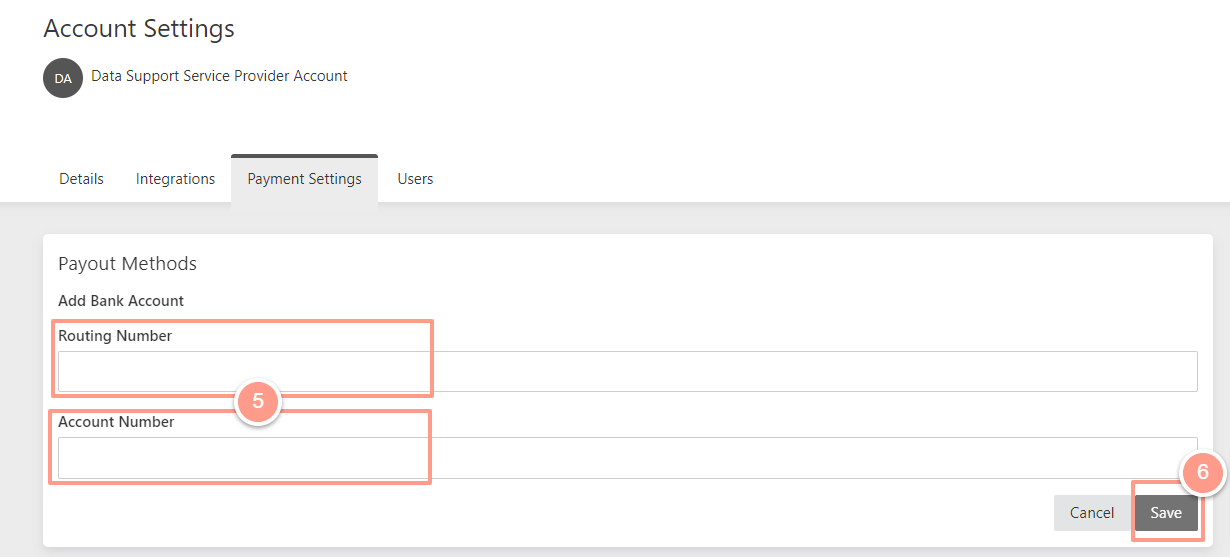 Account Settings
DA
Data Support Service Provider Account
Details
Integrations
Payment Settings
Users
Payout Methods
Add Bank Account
Routing Number
5
Account Number
6
Cancel
Save